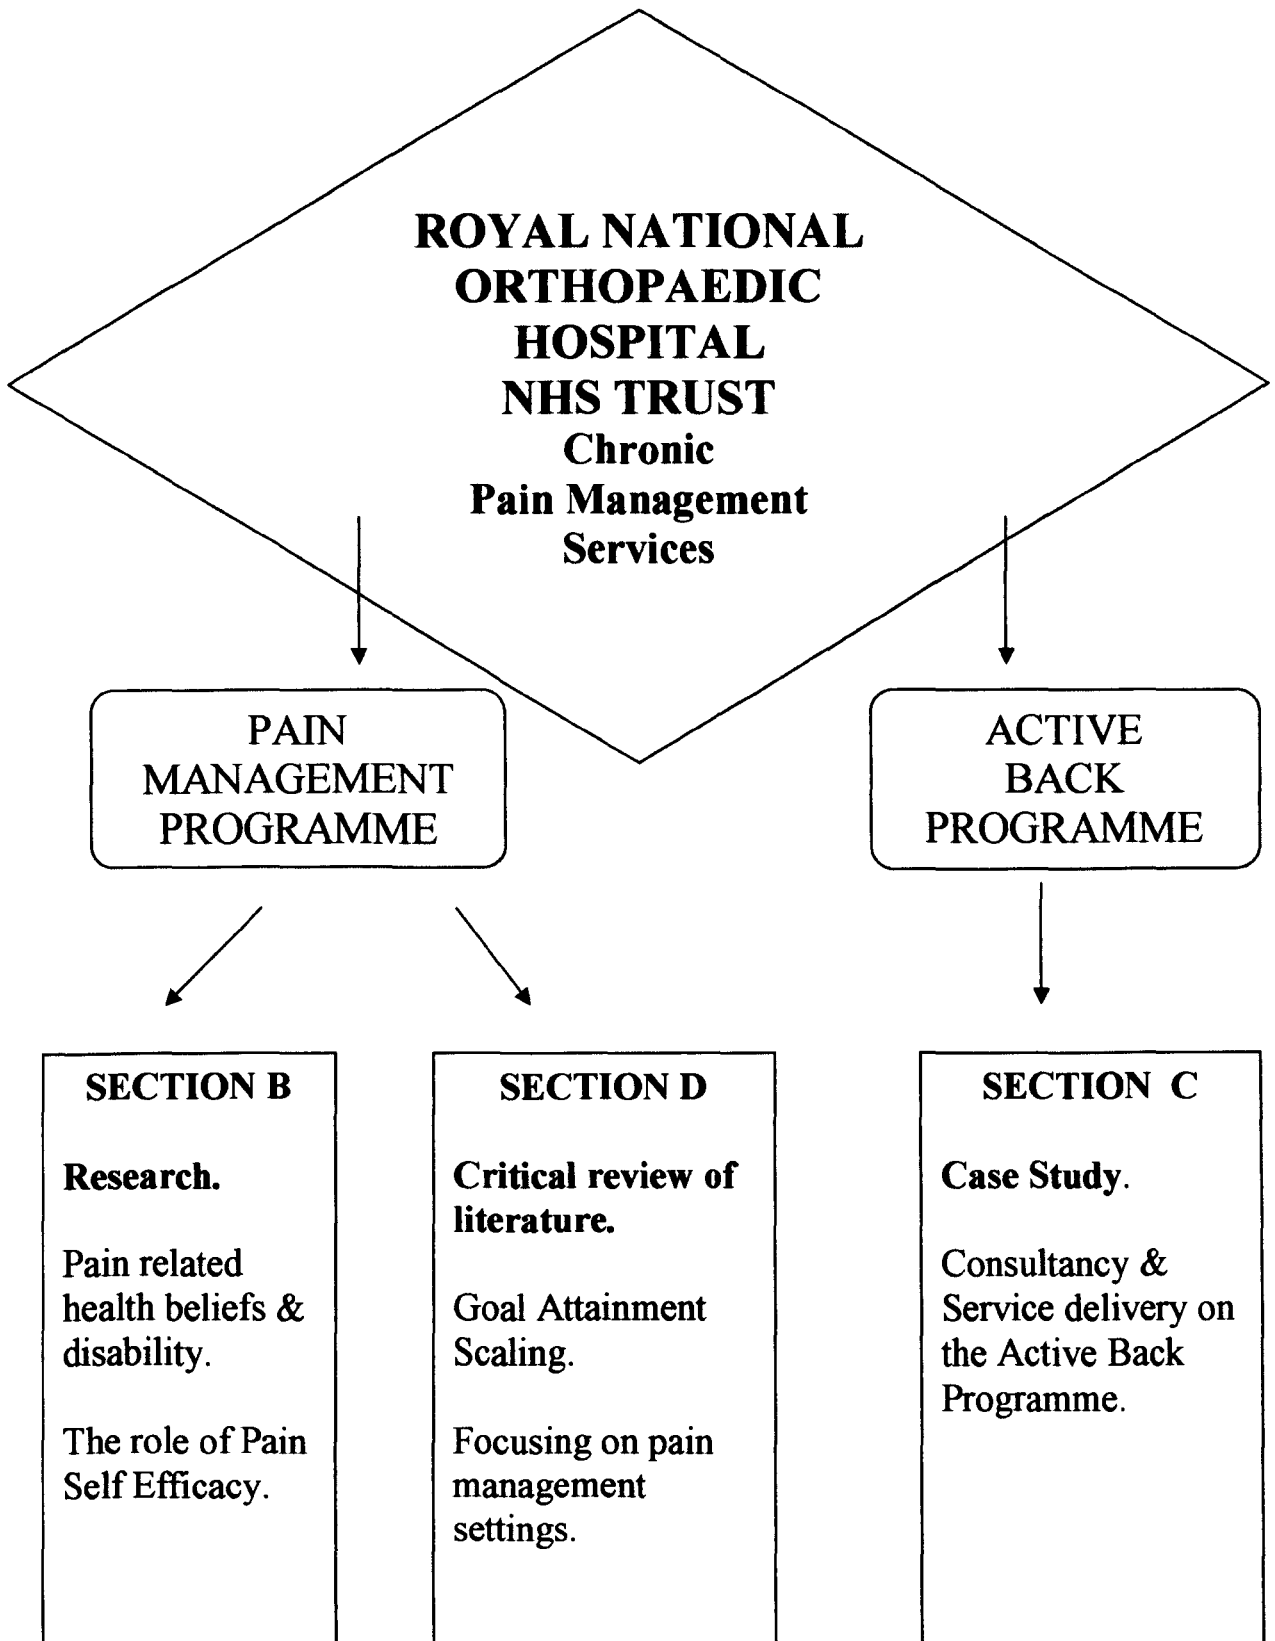 ROYAL NATIONAL
ORTHOPAEDIC
HOSPITAL
NHS TRUST
Chronic
Pain Management
Services
PAIN
MANAGEMENT
PROGRAMME
ACTIVE
BACK
PROGRAMME
SECTION B
Research.
Pain related
health beliefs &
disability.
The role of Pain
Self Efficacy.
SECTION D
Critical review of
literature.
Goal Attainment
Scaling.
Focusing on pain
management
settings.
SECTION C
Case Study.
Consultancy &
Service delivery on
the Active Back
Programme.